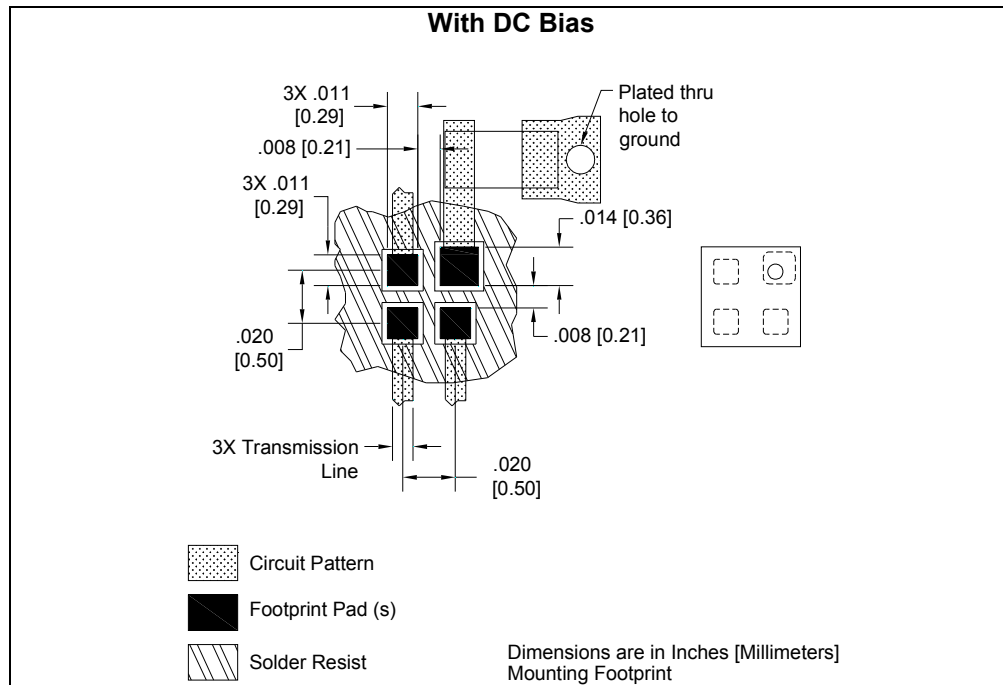 With DC Bias
3X .011
[0.29]
Plated thru
hole to
ground
.008 [0.21]
3X .011
[0.29]
.014 [0.36]
.020
[0.50]
.008 [0.21]
3X Transmission
Line
.020
[0.50]
Circuit Pattern
Footprint Pad (s)
Solder Resist
Dimensions are in Inches [Millimeters]
Mounting Footprint